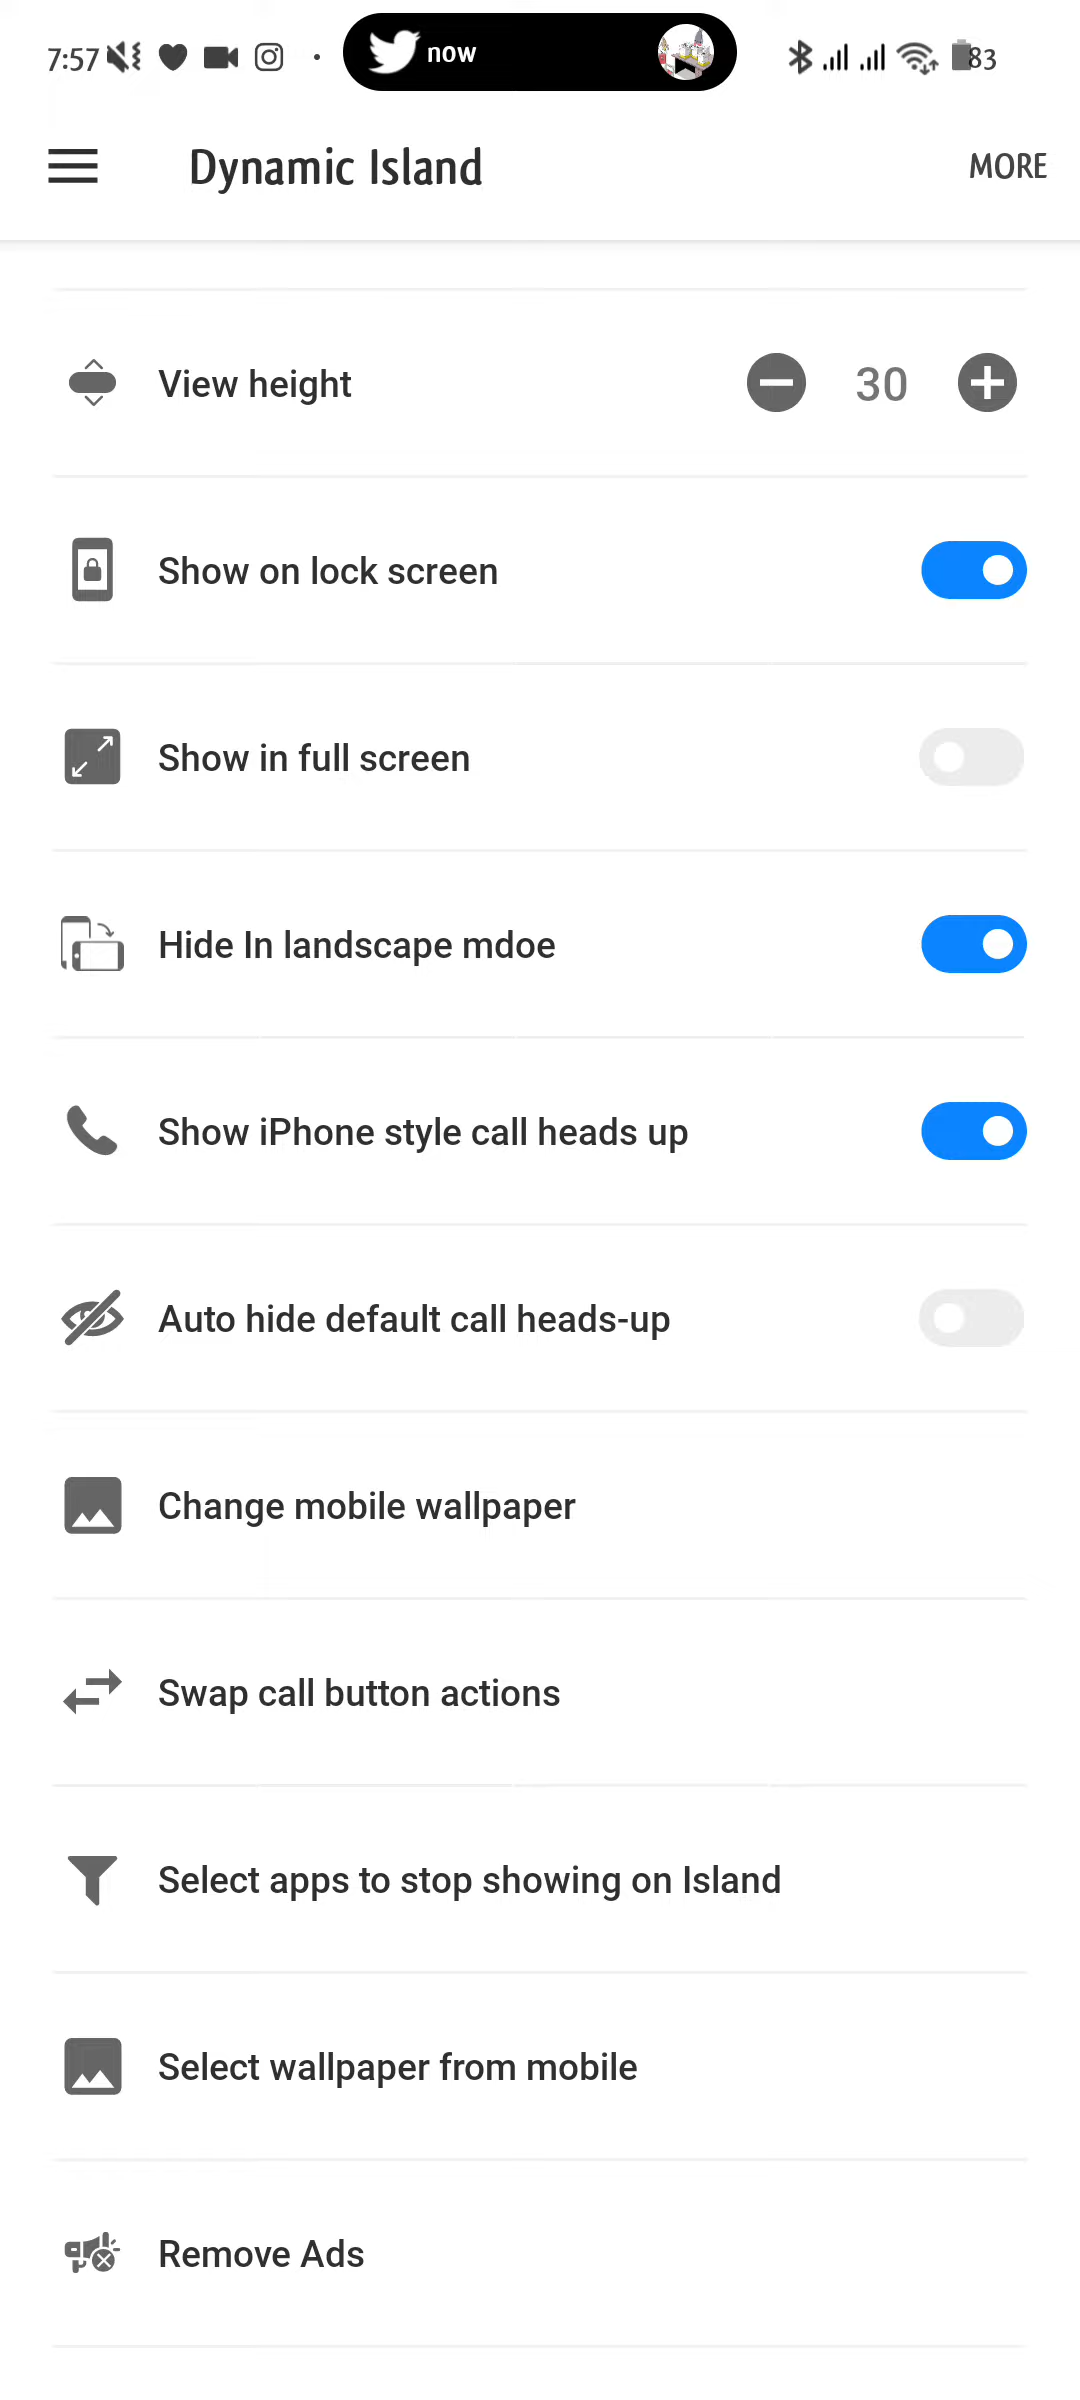 7:57 now 83
Dynamic Island MORE
View height 30
Show on lock screen
Show in full screen
Hide In landscape mdoe
Show iPhone style call heads up
Auto hide default call heads-up
Change mobile wallpaper
Swap call button actions
Select apps to stop showing on Island
Select wallpaper from mobile
Remove Ads